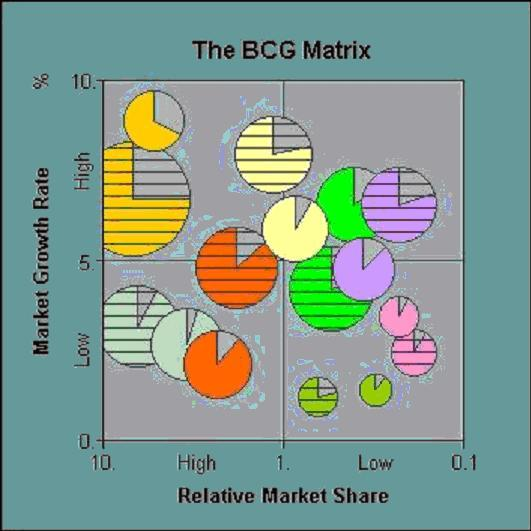 The BCG Matrix
%
10.
High
Market Growth Rate
5
Low
0.
10.
High
1.
Low
0.1
Relative Market Share